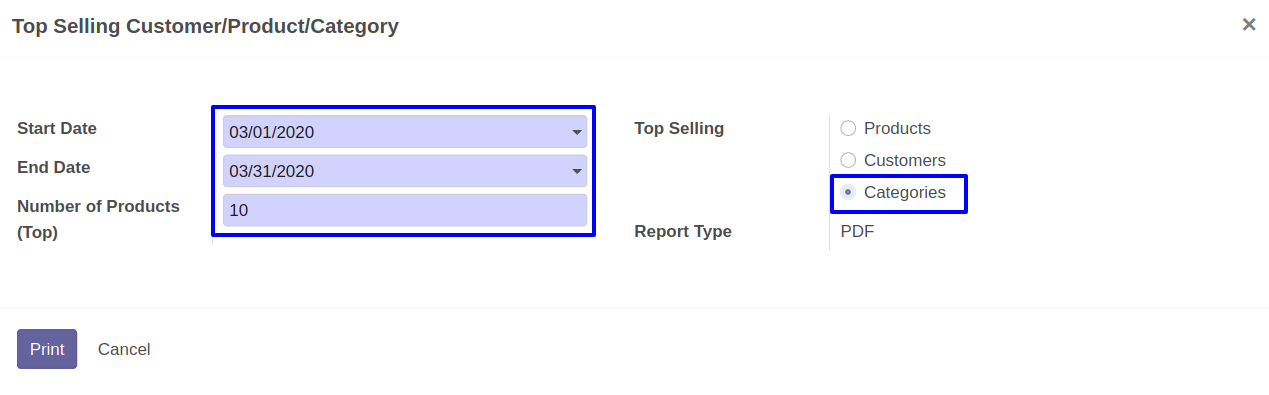 Top Selling Customer/Product/Category
×
Start Date
03/01/2020
End Date
03/31/2020
Number of Products
(Top)
10
Top Selling
Products
Customers
Categories
Report Type
PDF
Print
Cancel